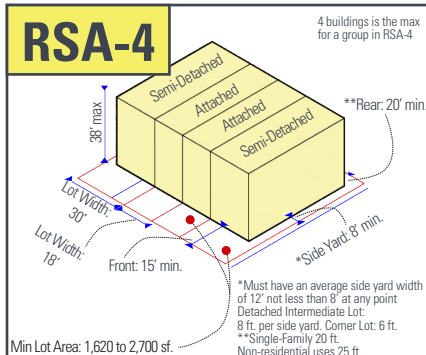 RSA-4
4 buildings is the max
for a group in RSA-4
Semi-Detached
Attached
Attached
Semi-Detached
38' max
**Rear: 20' min.
Lot Width:
30'
Lot Width:
18'
Front: 15' min.
*Side Yard: 8' min.
*Must have an average side yard width
of 12' not less than 8' at any point
Detached Intermediate Lot:
8 ft. per side yard. Corner Lot: 6 ft.
**Single-Family 20 ft.
Non-residential uses 25 ft.
Min Lot Area: 1,620 to 2,700 sf.